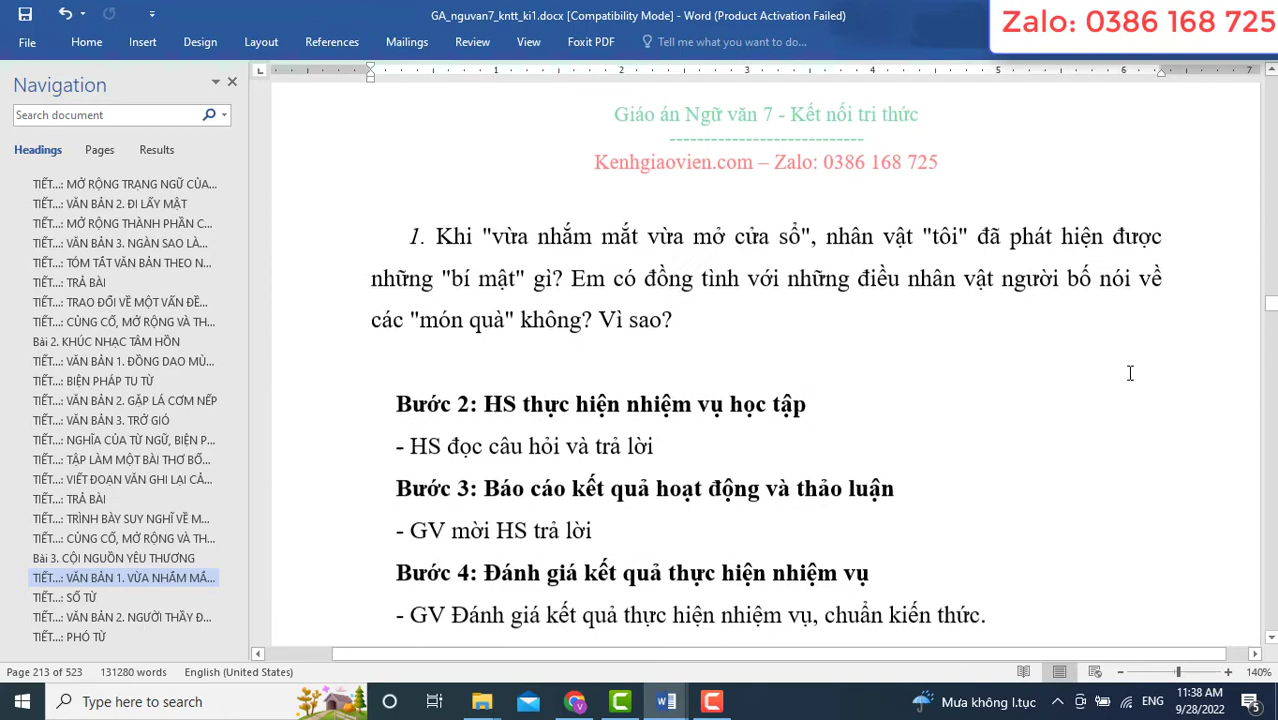 GA_nguvan7_kntt_ki1.docx [Compatibility Mode] - Word (Product Activation Failed)
Zalo: 0386 168 725
File Home Insert Design Layout References Mailings Review View Foxit PDF Tell me what you want to do...
Navigation
Search document
Headings Pages Results
TIẾT...: MỞ RỘNG TRẠNG NGỮ CỦA...
TIẾT...: VĂN BẢN 2. ĐI LẤY MẬT
TIẾT...: MỞ RỘNG THÀNH PHẦN C...
TIẾT...: VĂN BẢN 3. NGÀN SAO LÀ...
TIẾT...: TÓM TẮT VĂN BẢN THEO N...
TIẾT...: TRẢ BÀI
TIẾT...: TRAO ĐỔI VỀ MỘT VẤN ĐỀ...
TIẾT...: CỦNG CỐ, MỞ RỘNG VÀ TH...
Bài 2. KHÚC NHẠC TÂM HỒN
TIẾT...: VĂN BẢN 1. ĐỒNG DAO MÙ...
TIẾT...: BIỆN PHÁP TU TỪ
TIẾT...: VĂN BẢN 2. GẶP LÁ CƠM NẾP
TIẾT...: VĂN BẢN 3. TRỞ GIÓ
TIẾT...: NGHĨA CỦA TỪ NGỮ, BIỆN P...
TIẾT...: TẬP LÀM MỘT BÀI THƠ BỐ...
TIẾT...: VIẾT ĐOẠN VĂN GHI LẠI CẢ...
TIẾT...: TRẢ BÀI
TIẾT...: TRÌNH BÀY SUY NGHĨ VỀ M...
TIẾT...: CỦNG CỐ, MỞ RỘNG VÀ TH...
Bài 3. CỘI NGUỒN YÊU THƯƠNG
TIẾT...: VĂN BẢN 1. VỪA NHẮM MẮ...
TIẾT...: SỐ TỪ
TIẾT...: VĂN BẢN 2. NGƯỜI THẦY Đ...
TIẾT...: PHÓ TỪ
1 2 3 4 5 6 7
Giáo án Ngữ văn 7 - Kết nối tri thức
---------------------------
Kenhgiaovien.com – Zalo: 0386 168 725
1. Khi "vừa nhắm mắt vừa mở cửa sổ", nhân vật "tôi" đã phát hiện được
những "bí mật" gì? Em có đồng tình với những điều nhân vật người bố nói về
các "món quà" không? Vì sao?
Bước 2: HS thực hiện nhiệm vụ học tập
- HS đọc câu hỏi và trả lời
Bước 3: Báo cáo kết quả hoạt động và thảo luận
- GV mời HS trả lời
Bước 4: Đánh giá kết quả thực hiện nhiệm vụ
- GV Đánh giá kết quả thực hiện nhiệm vụ, chuẩn kiến thức.
Page 213 of 523 131280 words English (United States) 140%
Type here to search
Mưa không l.tục ENG 11:38 AM
9/28/2022 5